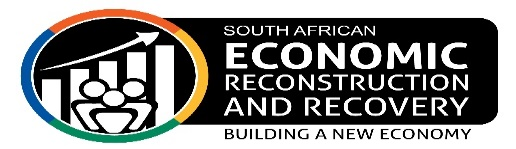 SOUTH AFRICAN
ECONOMIC
RECONSTRUCTION
AND RECOVERY
BUILDING A NEW ECONOMY